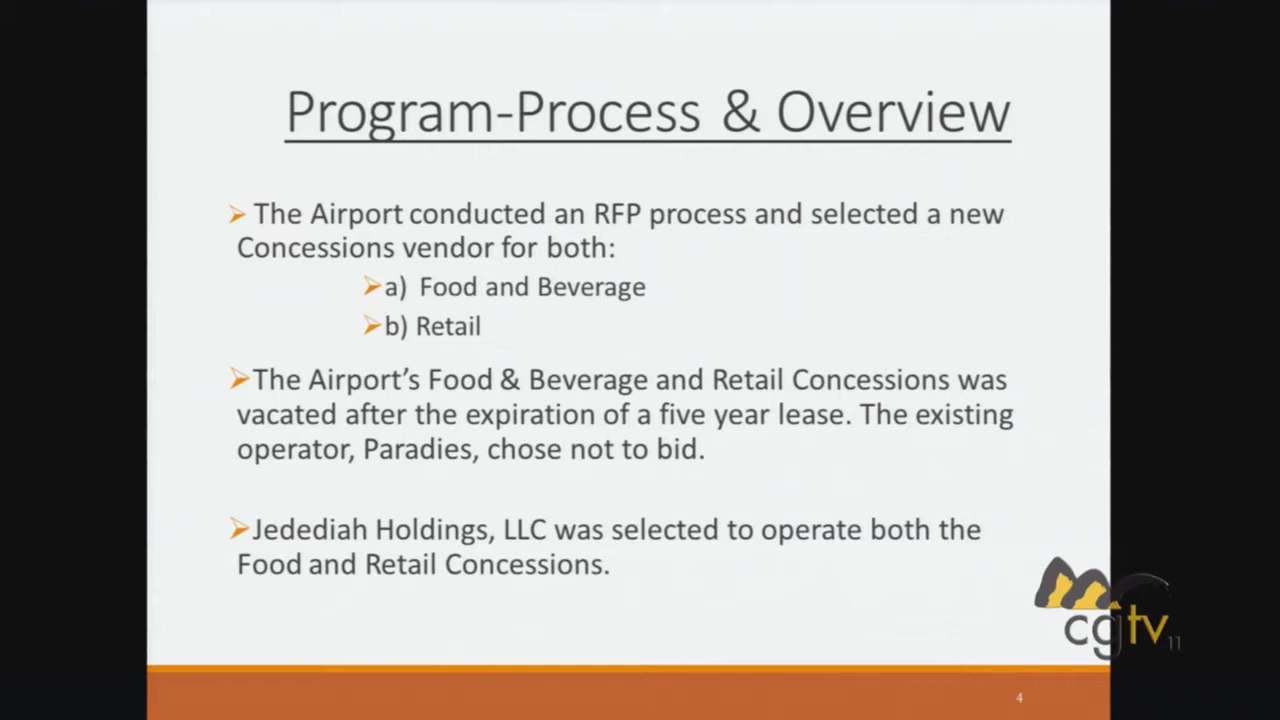 Program-Process & Overview
➢ The Airport conducted an RFP process and selected a new
Concessions vendor for both:
➢a) Food and Beverage
➢b) Retail
➢The Airport’s Food & Beverage and Retail Concessions was
vacated after the expiration of a five year lease. The existing
operator, Paradies, chose not to bid.
➢Jedediah Holdings, LLC was selected to operate both the
Food and Retail Concessions.
cgtv11
4